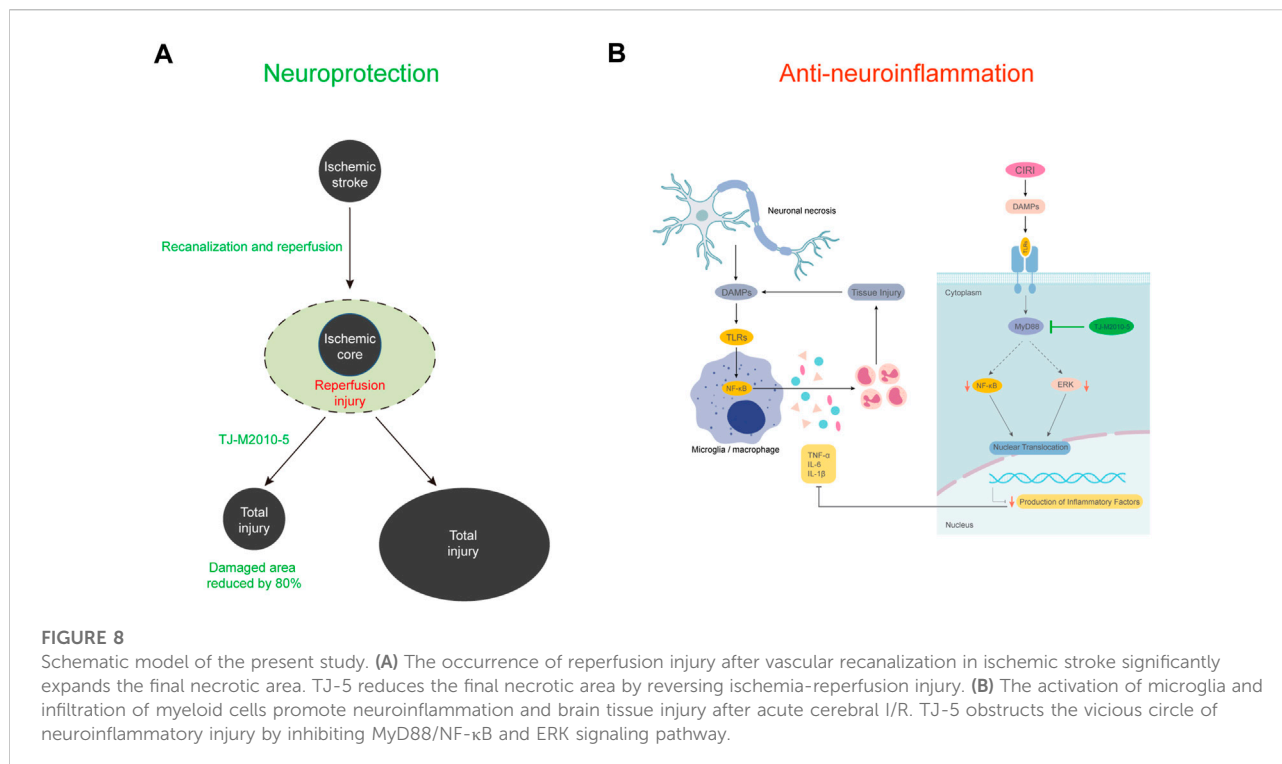 A
Neuroprotection
Ischemic
stroke
Recanalization and reperfusion
Ischemic
core
Reperfusion
injury
TJ-M2010-5
Total
injury
Damaged area
reduced by 80%
Total
injury
B
Anti-neuroinflammation
Neuronal necrosis
DAMPs
Tissue Injury
TLRs
NF-κB
Microglia / macrophage
TNF-α
IL-6
IL-1β
CIRI
DAMPs
TLRs
Cytoplasm
MyD88
TJ-M2010-5
NF-κB
ERK
Nuclear Translocation
Production of Inflammatory Factors
Nucleus
FIGURE 8
Schematic model of the present study. (A) The occurrence of reperfusion injury after vascular recanalization in ischemic stroke significantly
expands the final necrotic area. TJ-5 reduces the final necrotic area by reversing ischemia-reperfusion injury. (B) The activation of microglia and
infiltration of myeloid cells promote neuroinflammation and brain tissue injury after acute cerebral I/R. TJ-5 obstructs the vicious circle of
neuroinflammatory injury by inhibiting MyD88/NF-κB and ERK signaling pathway.